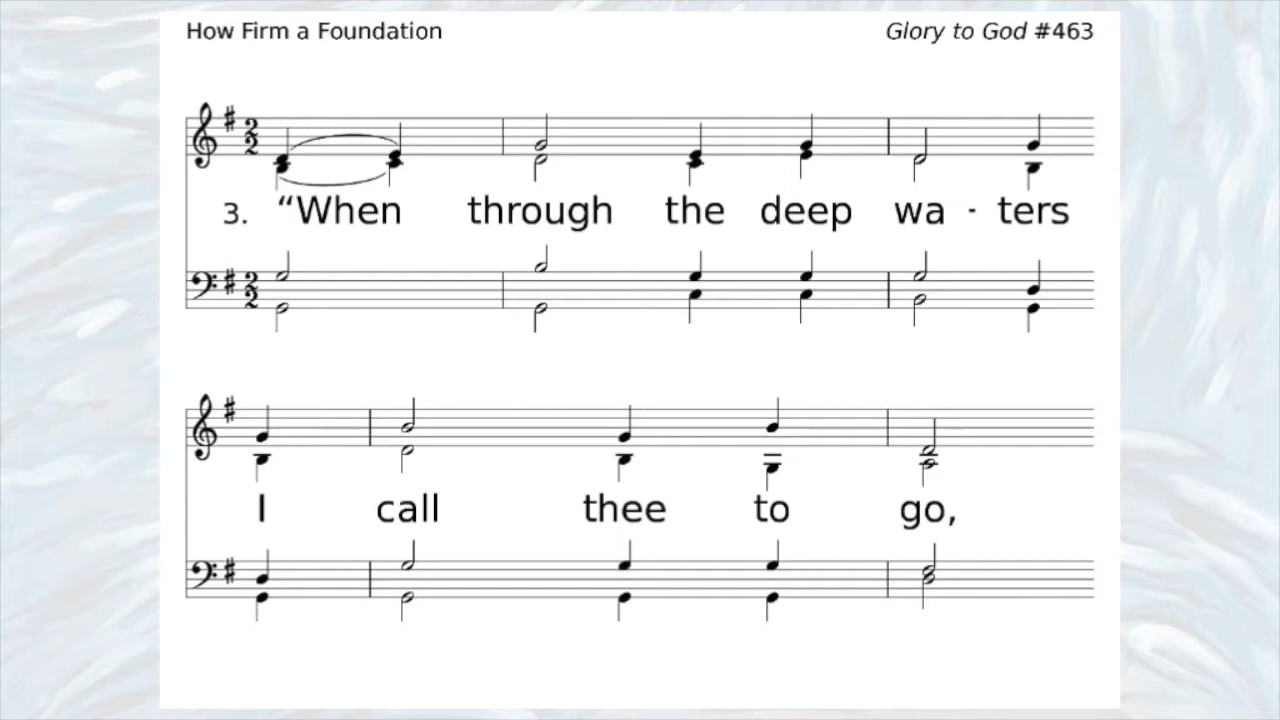 How Firm a Foundation
Glory to God #463
3. “When through the deep wa - ters
I call thee to go,